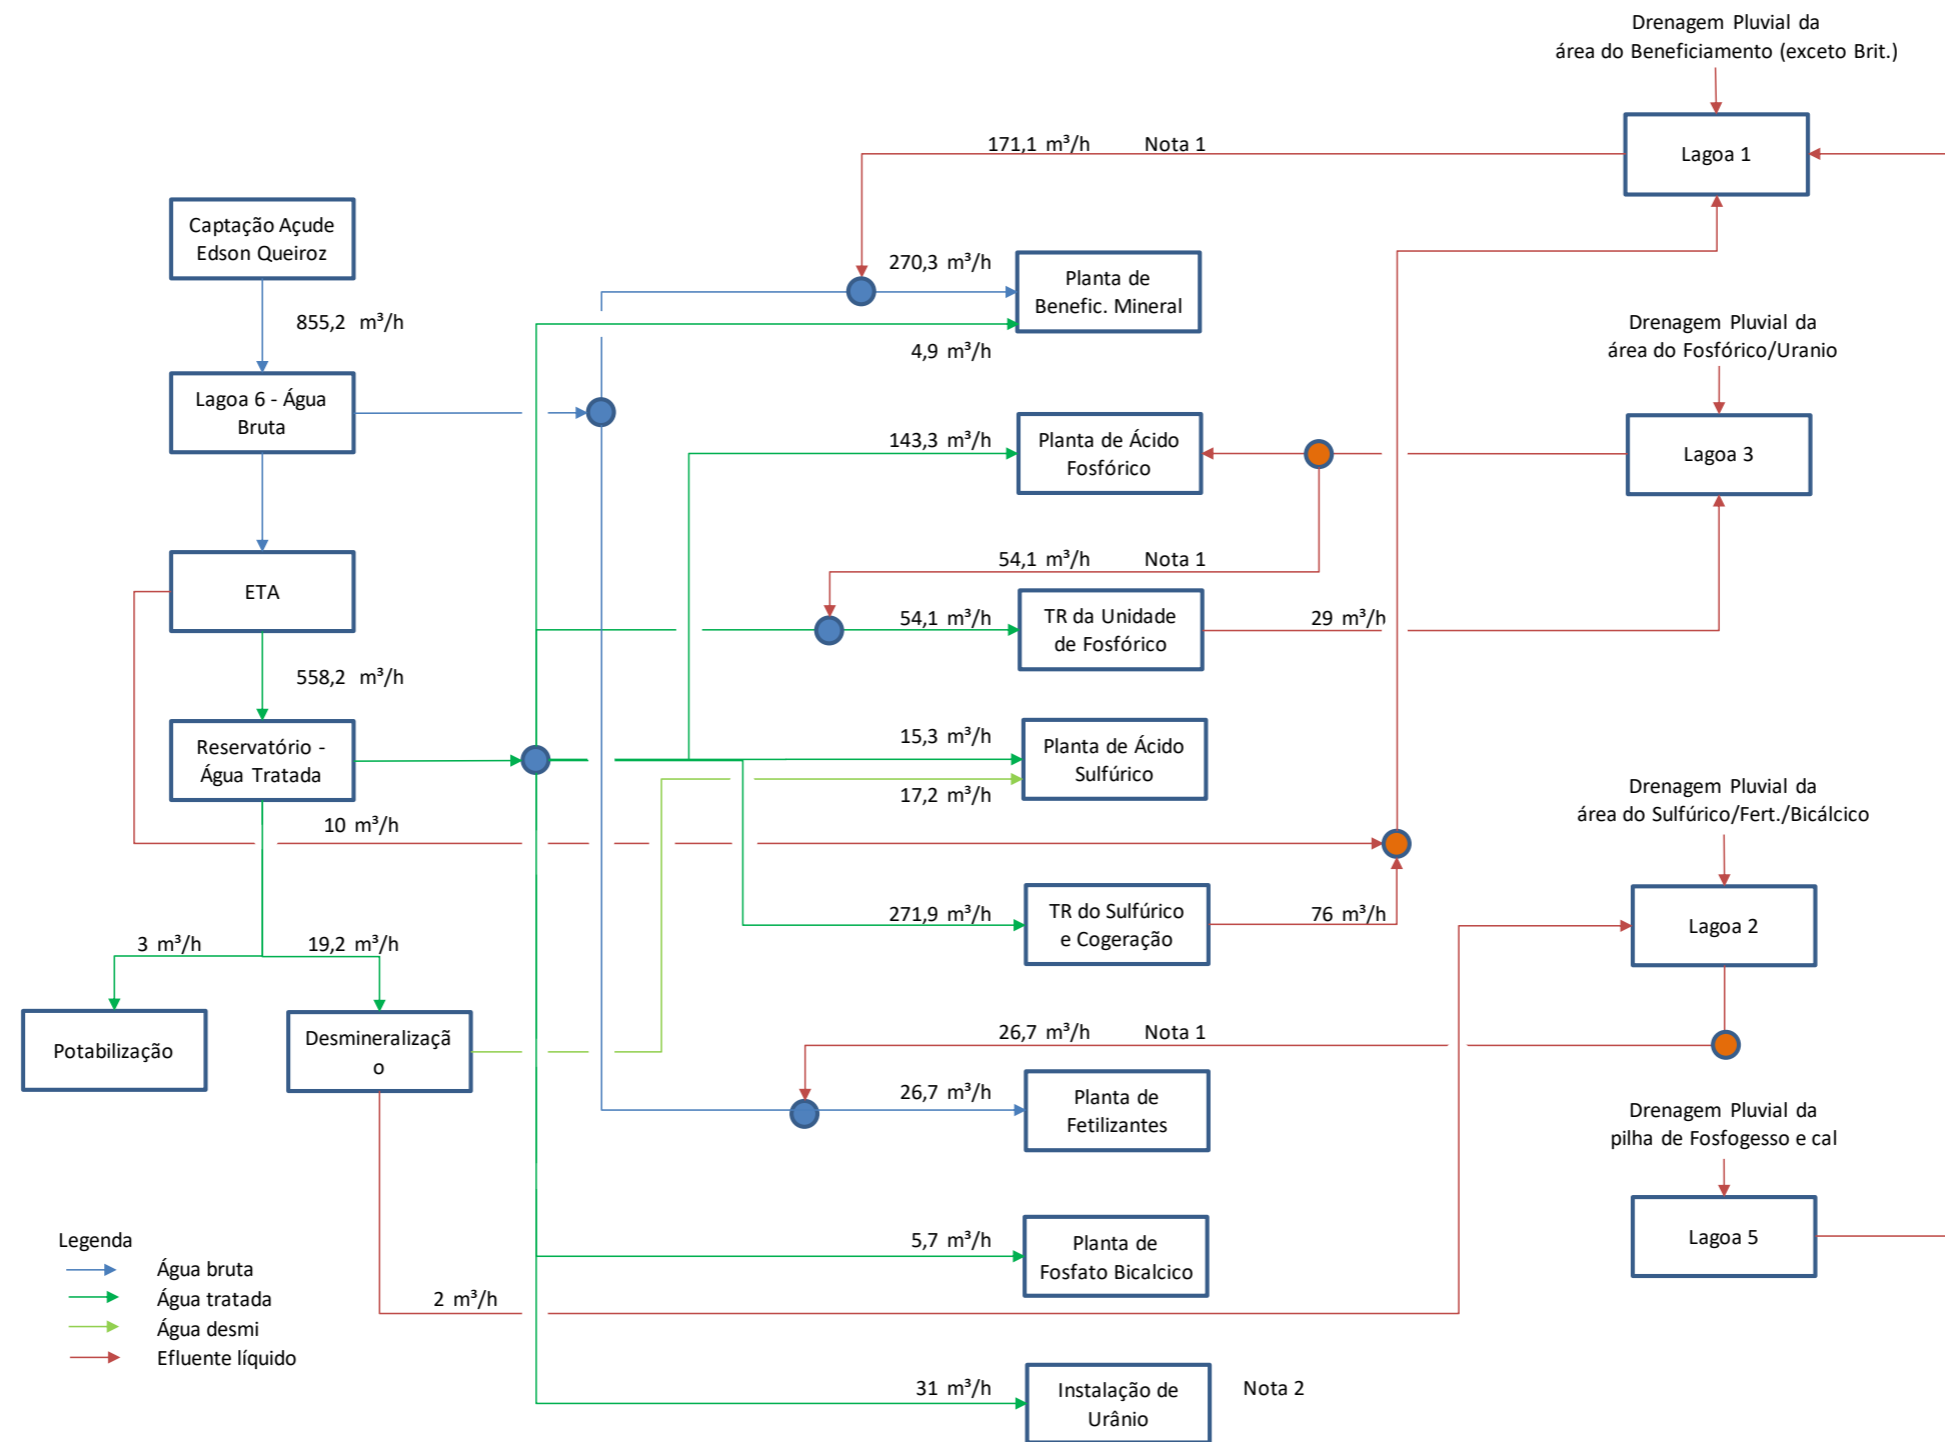 Drenagem Pluvial da
área do Beneficiamento (exceto Brit.)
171,1 m³/h
Nota 1
Lagoa 1
Captação Açude
Edson Queiroz
270,3 m³/h
Planta de
Benefic. Mineral
855,2 m³/h
4,9 m³/h
Drenagem Pluvial da
área do Fosfórico/Uranio
Lagoa 6 - Água
Bruta
143,3 m³/h
Planta de Ácido
Fosfórico
Lagoa 3
54,1 m³/h
Nota 1
ETA
54,1 m³/h
TR da Unidade
de Fosfórico
29 m³/h
558,2 m³/h
Reservatório -
Água Tratada
15,3 m³/h
Planta de Ácido
Sulfúrico
17,2 m³/h
Drenagem Pluvial da
área do Sulfúrico/Fert./Bicálcico
10 m³/h
271,9 m³/h
TR do Sulfúrico
e Cogeração
76 m³/h
Lagoa 2
3 m³/h
19,2 m³/h
Potabilização
Desmineralizaçã
o
26,7 m³/h
Nota 1
26,7 m³/h
Planta de
Fetilizantes
Drenagem Pluvial da
pilha de Fosfogesso e cal
5,7 m³/h
Planta de
Fosfato Bicalcico
Lagoa 5
Legenda
Água bruta
Água tratada
Água desmi
Efluente líquido
2 m³/h
31 m³/h
Instalação de
Urânio
Nota 2